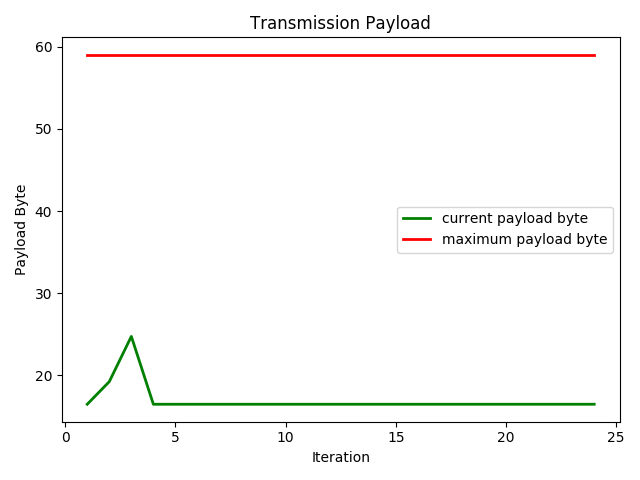 Transmission Payload
60
50
40
30
20
Payload Byte
current payload byte
maximum payload byte
0
5
10
15
20
25
Iteration